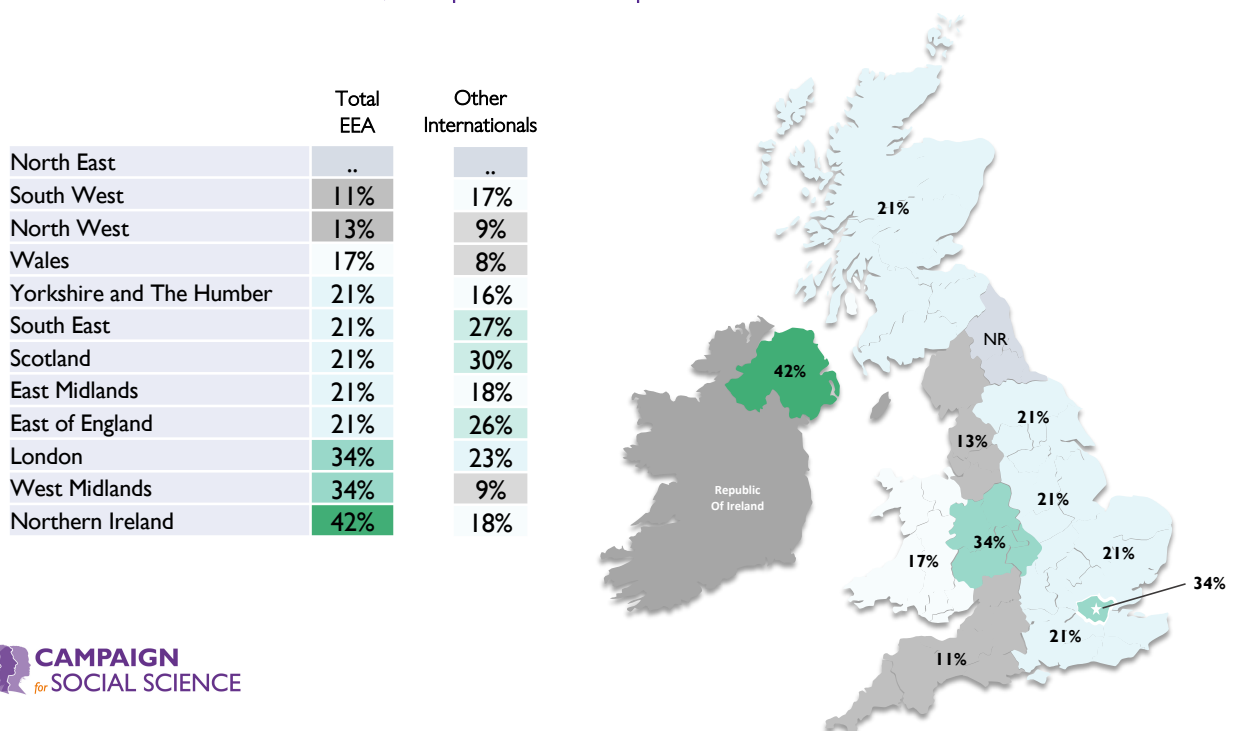 Total EEA
Other Internationals
North East .. ..
South West 11% 17%
North West 13% 9%
Wales 17% 8%
Yorkshire and The Humber 21% 16%
South East 21% 27%
Scotland 21% 30%
East Midlands 21% 18%
East of England 21% 26%
London 34% 23%
West Midlands 34% 9%
Northern Ireland 42% 18%
21%
NR
42%
21%
13%
Republic
Of Ireland
21%
34%
17%
21%
34%
21%
11%
CAMPAIGN
for SOCIAL SCIENCE